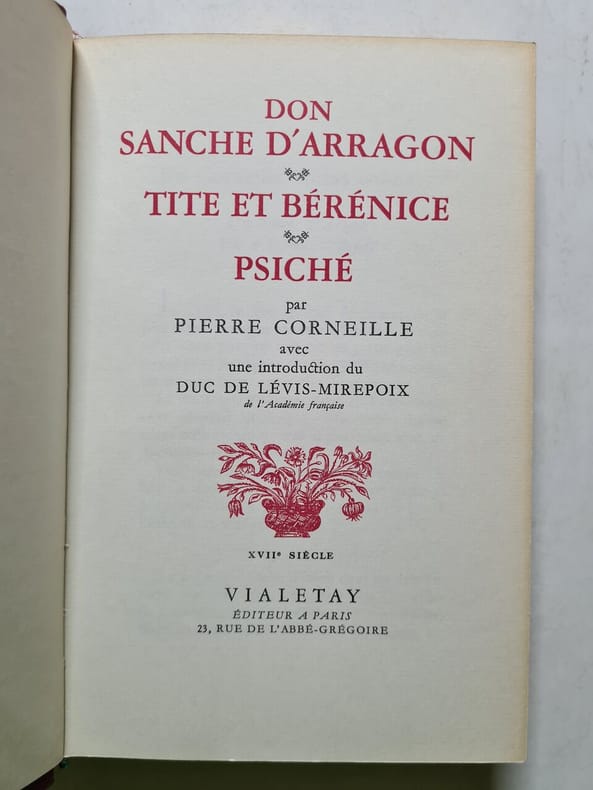 DON
SANCHE D'ARRAGON
TITE ET BÉRÉNICE
PSICHÉ
par
PIERRE CORNEILLE
avec
une introduction du
DUC DE LÉVIS-MIREPOIX
de l'Académie française
XVIIe SIÈCLE
VIALETAY
ÉDITEUR A PARIS
23, RUE DE L'ABBÉ-GRÉGOIRE